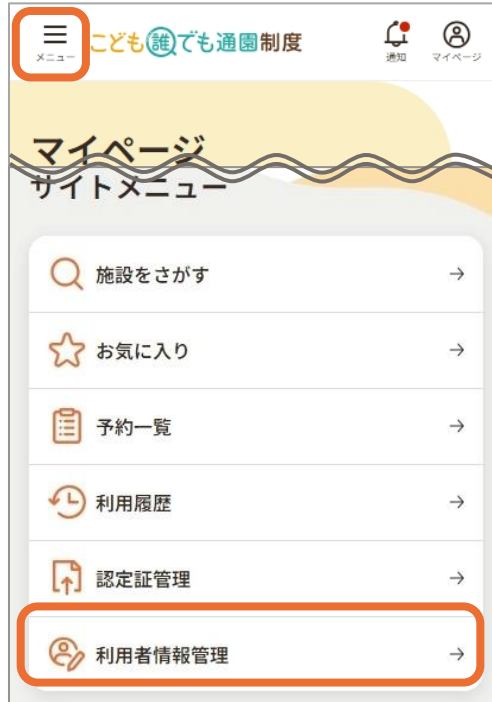 メニュー
こども誰でも通園制度
通知
マイページ
マイページ
サイトメニュー
施設をさがす
お気に入り
予約一覧
利用履歴
認定証管理
利用者情報管理